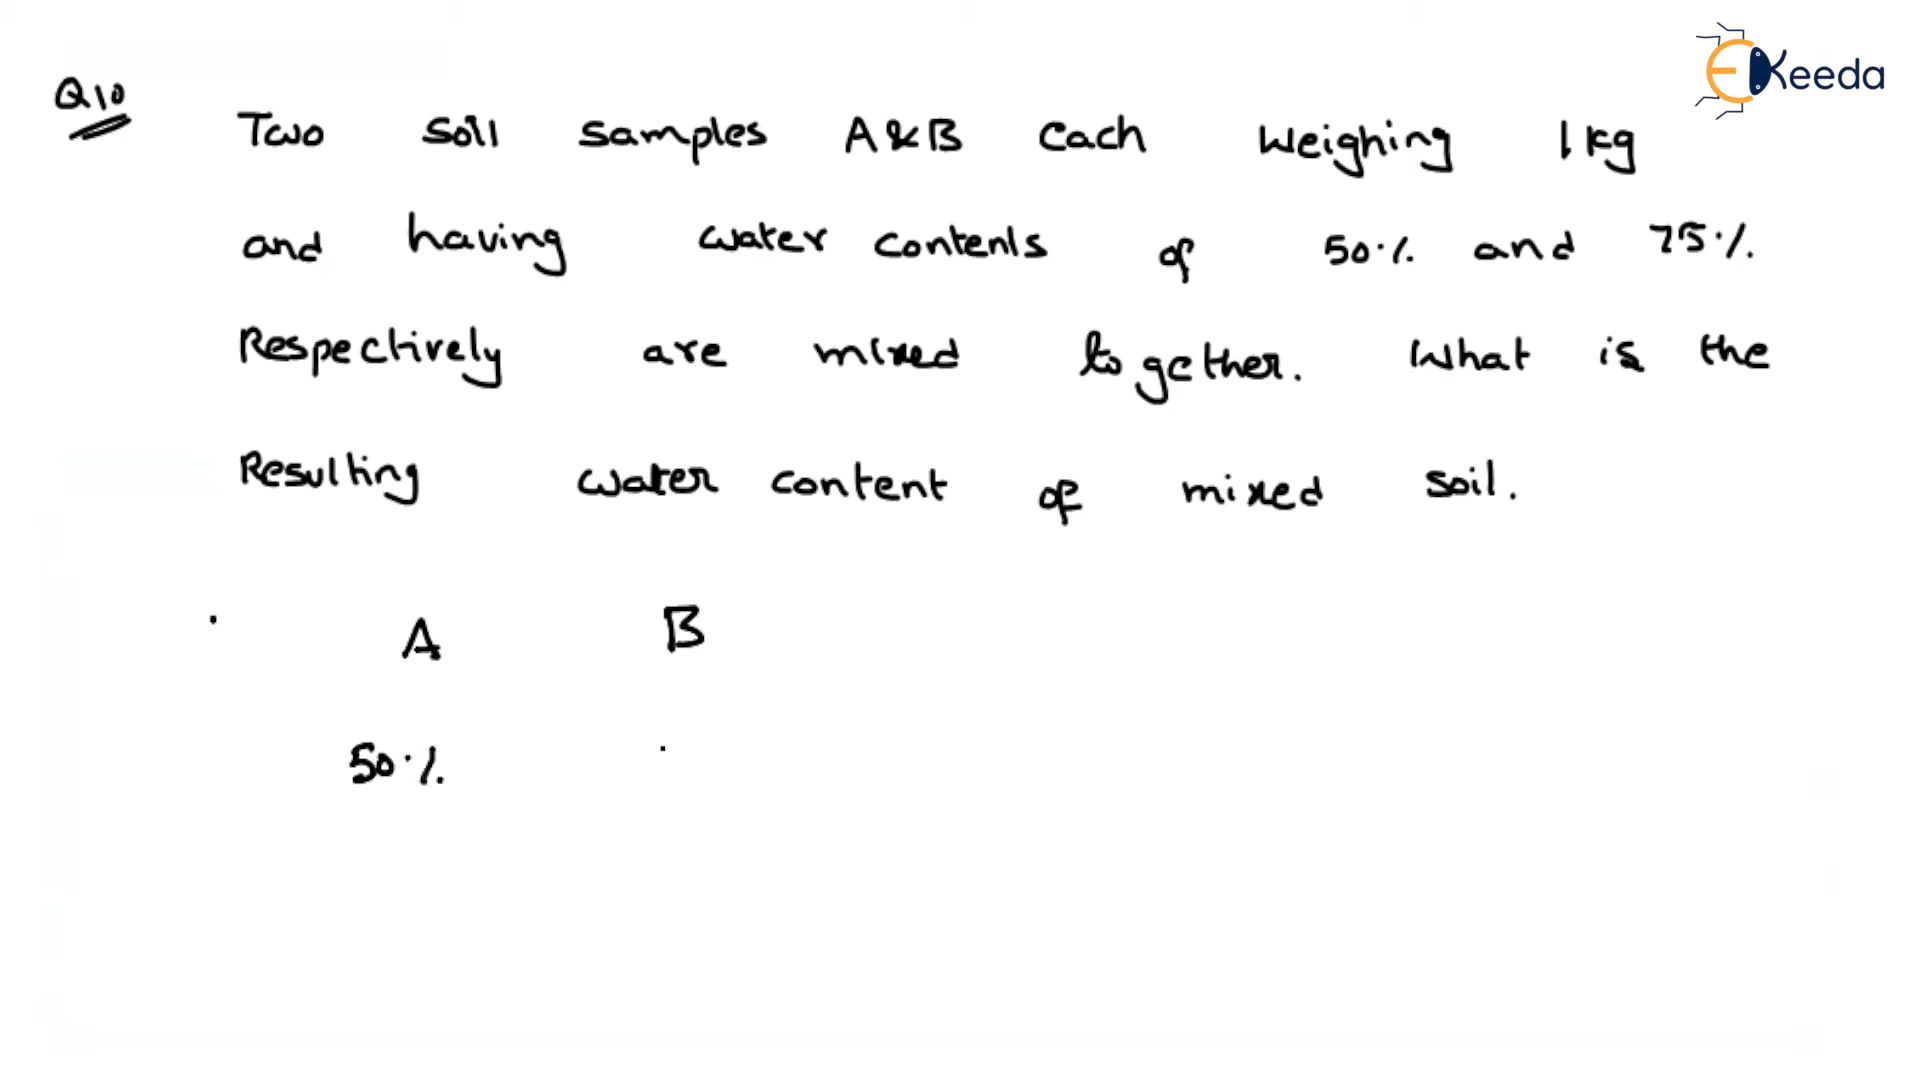 EKeeda
Q10
Two soil samples A&B each weighing 1kg
and having water contents of 50% and 75%
Respectively are mixed together. What is the
Resulting water content of mixed soil.
A B
50%